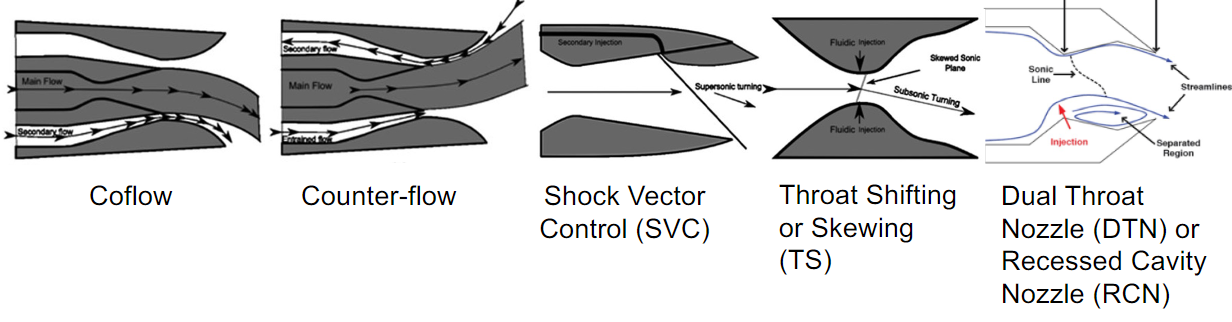 Main Flow
Secondary flow
Secondary flow
Main Flow
Entrained flow
Secondary Injection
Supersonic turning
Fluidic Injection
Skewed Sonic
Plane
Subsonic Turning
Fluidic Injection
Sonic
Line
Streamlines
Injection
Separated
Region
Coflow
Counter-flow
Shock Vector
Control (SVC)
Throat Shifting
or Skewing
(TS)
Dual Throat
Nozzle (DTN) or
Recessed Cavity
Nozzle (RCN)